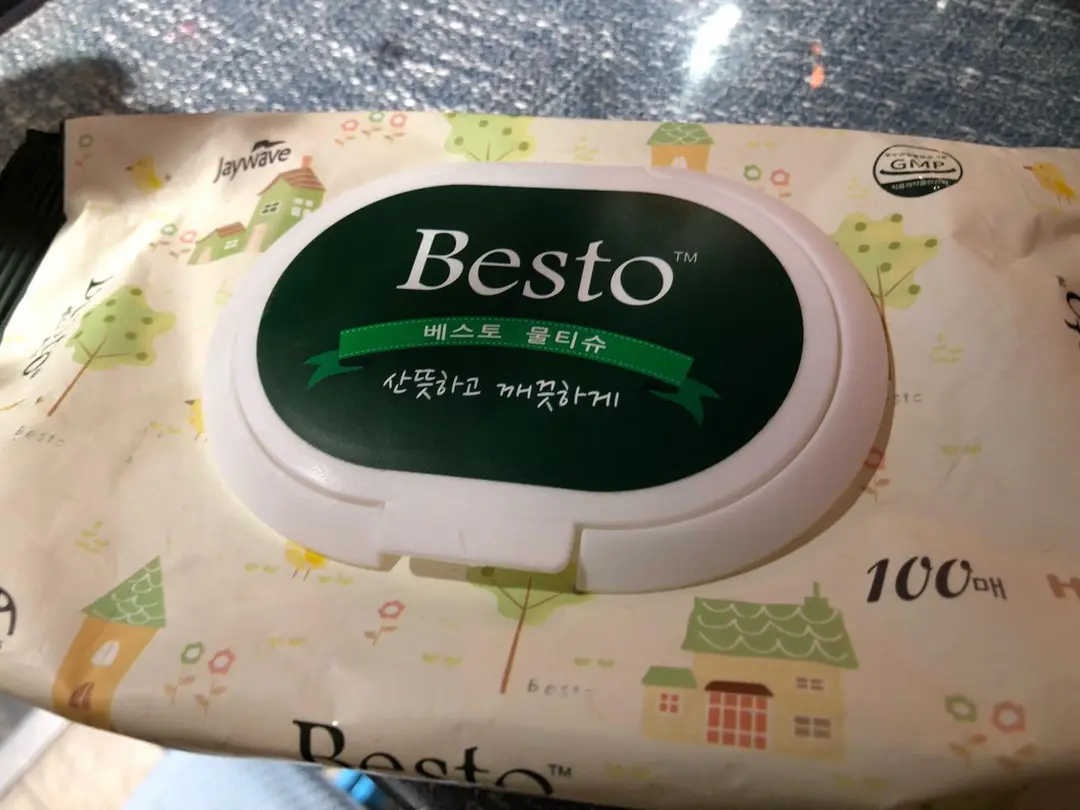 Jaywave
GMP
Besto™
베스토 물티슈
산뜻하고 깨끗하게
100매
Besto
Besto™